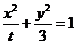 x²/t + y²/3 = 1